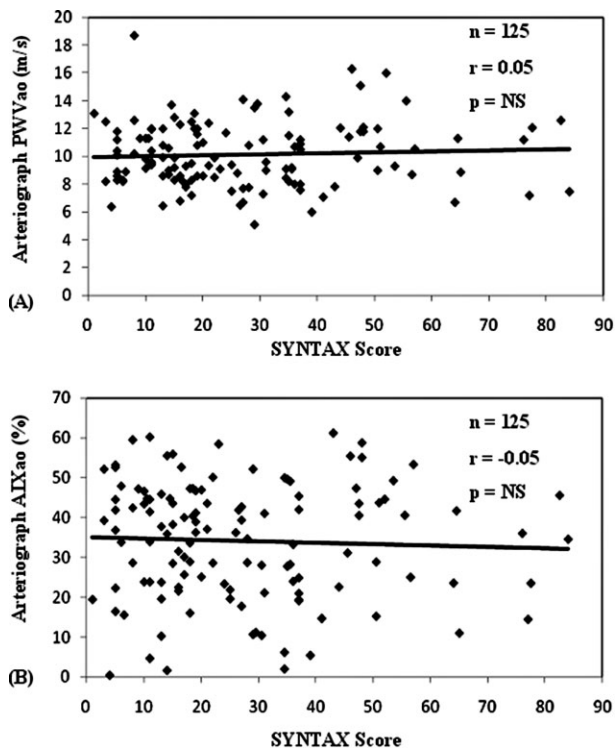 20
18
16
14
12
10
8
6
4
2
0
Arteriograph PWVao (m/s)
n = 125
r = 0.05
p = NS
0 10 20 30 40 50 60 70 80 90
(A)
SYNTAX Score
70
60
50
40
30
20
10
0
Arteriograph AIXao (%)
n = 125
r = -0.05
p = NS
0 10 20 30 40 50 60 70 80 90
(B)
SYNTAX Score